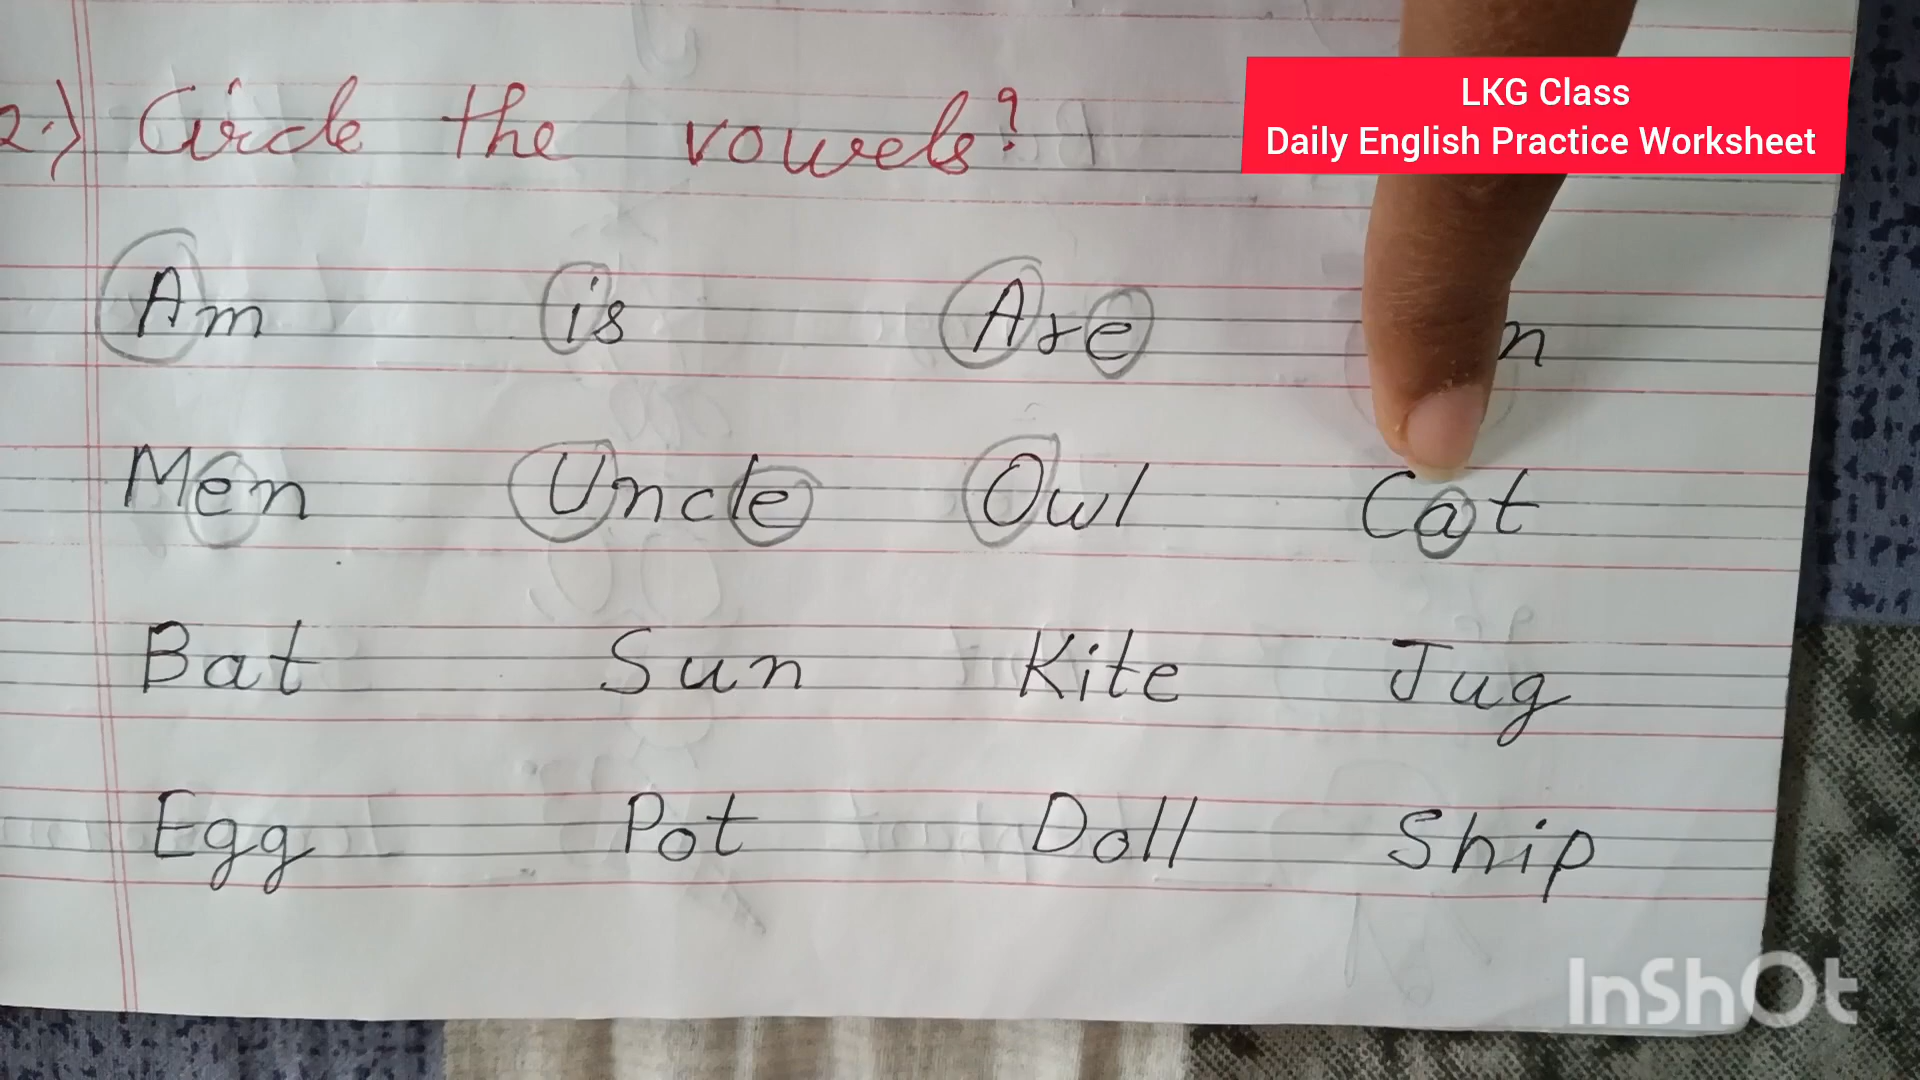 LKG Class
Daily English Practice Worksheet
2.) Circle the vowels?
Am is Are
Men Uncle Owl Cat
Bat Sun Kite Jug
Egg Pot Doll Ship
InShOt